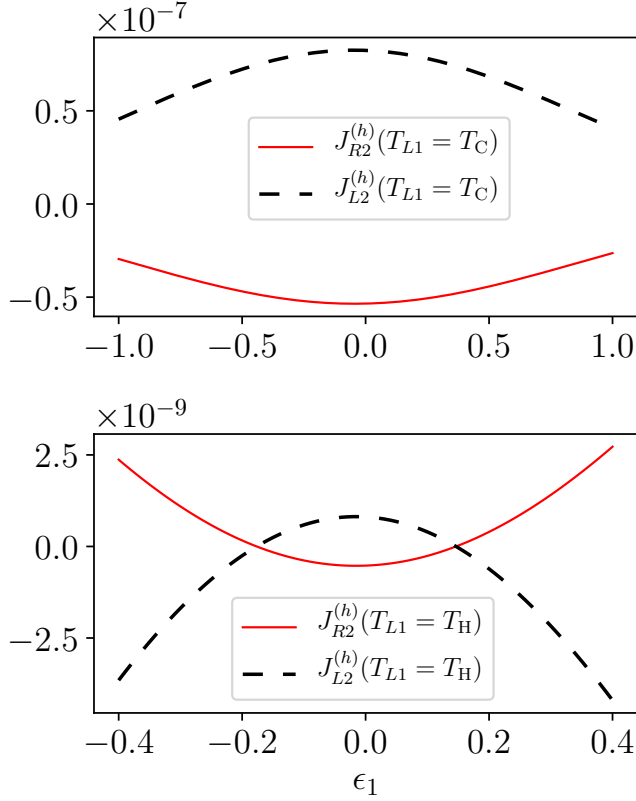 ×10⁻⁷
0.5
0.0
−0.5
J_{R2}^{(h)}(T_{L1} = T_C)
J_{L2}^{(h)}(T_{L1} = T_C)
−1.0 −0.5 0.0 0.5 1.0
×10⁻⁹
2.5
0.0
−2.5
J_{R2}^{(h)}(T_{L1} = T_H)
J_{L2}^{(h)}(T_{L1} = T_H)
−0.4 −0.2 0.0 0.2 0.4
ϵ₁